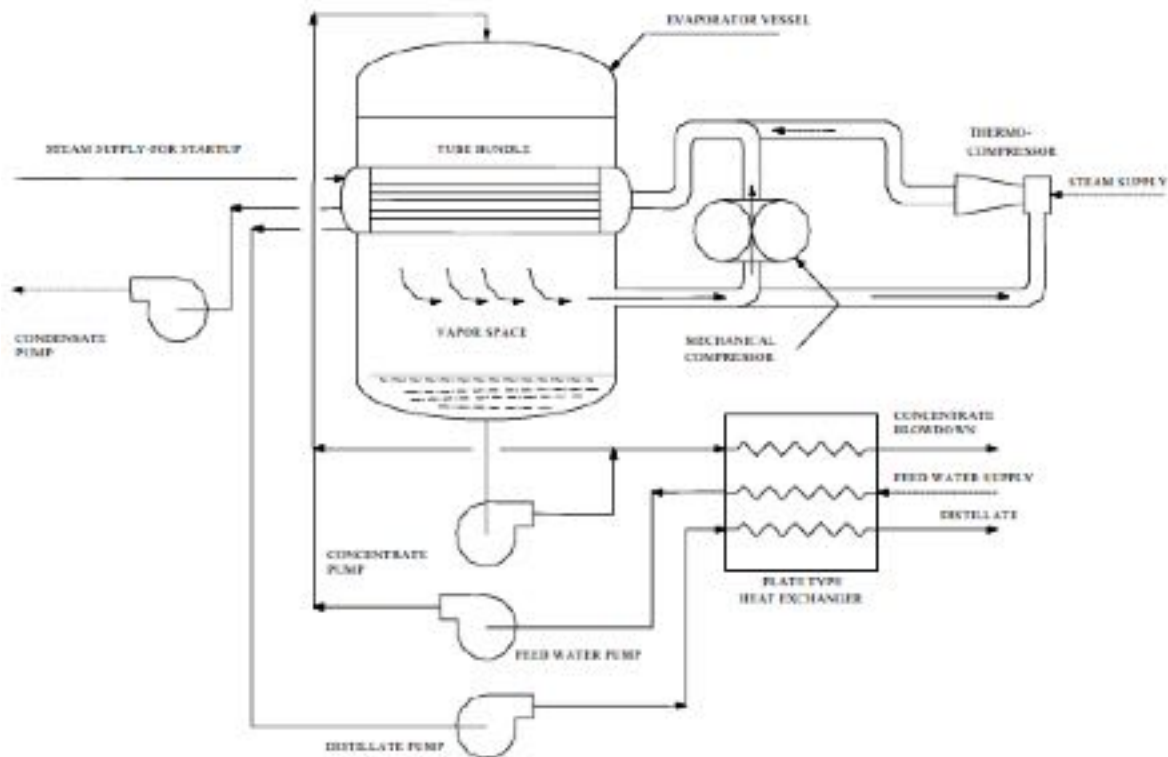 EVAPORATOR VESSEL
STEAM SUPPLY-FOR STARTUP
TUBE BUNDLE
THERMO-
COMPRESSOR
STEAM SUPPLY
VAPOR SPACE
CONDENSATE
PUMP
MECHANICAL
COMPRESSOR
CONCENTRATE
BLOWDOWN
FEED WATER SUPPLY
DISTILLATE
CONCENTRATE
PUMP
PLATE TYPE
HEAT EXCHANGER
FEED WATER PUMP
DISTILLATE PUMP